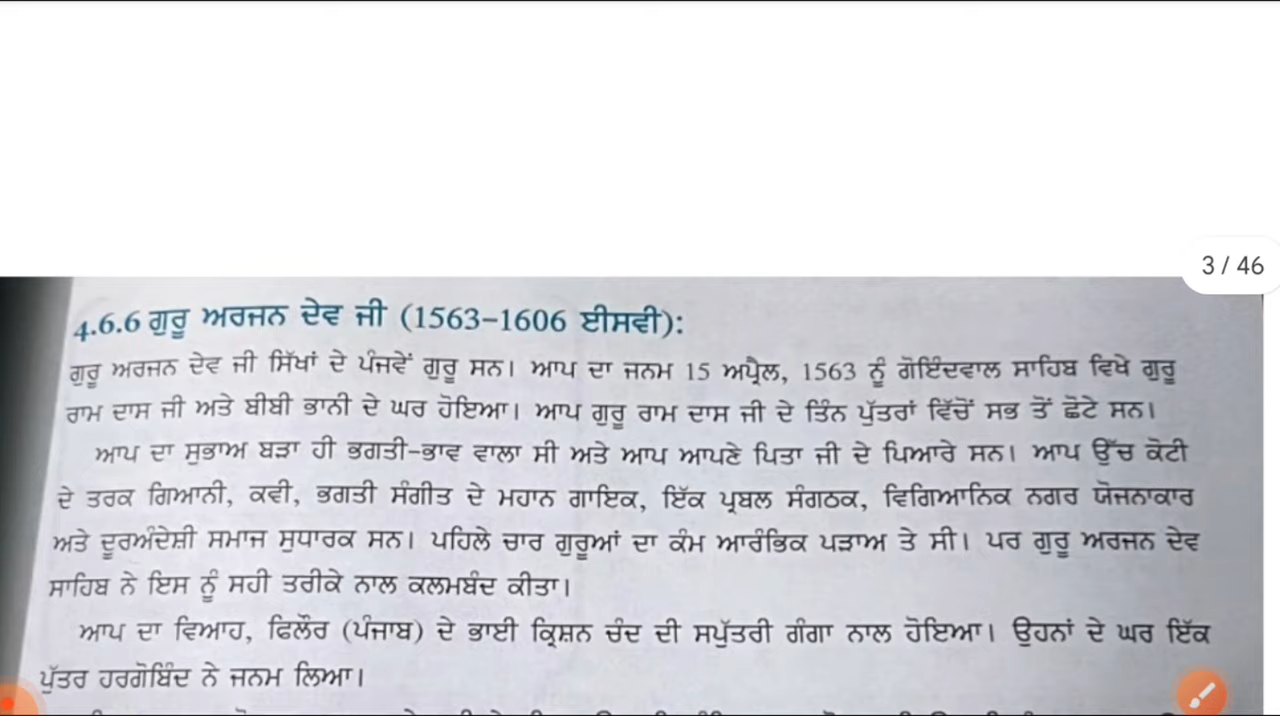 3 / 46
4.6.6 ਗੁਰੂ ਅਰਜਨ ਦੇਵ ਜੀ (1563–1606 ਈਸਵੀ):
ਗੁਰੂ ਅਰਜਨ ਦੇਵ ਜੀ ਸਿੱਖਾਂ ਦੇ ਪੰਜਵੇਂ ਗੁਰੂ ਸਨ। ਆਪ ਦਾ ਜਨਮ 15 ਅਪ੍ਰੈਲ, 1563 ਨੂੰ ਗੋਇੰਦਵਾਲ ਸਾਹਿਬ ਵਿਖੇ ਗੁਰੂ
ਰਾਮ ਦਾਸ ਜੀ ਅਤੇ ਬੀਬੀ ਭਾਨੀ ਦੇ ਘਰ ਹੋਇਆ। ਆਪ ਗੁਰੂ ਰਾਮ ਦਾਸ ਜੀ ਦੇ ਤਿੰਨ ਪੁੱਤਰਾਂ ਵਿੱਚੋਂ ਸਭ ਤੋਂ ਛੋਟੇ ਸਨ।
ਆਪ ਦਾ ਸੁਭਾਅ ਬੜਾ ਹੀ ਭਗਤੀ-ਭਾਵ ਵਾਲਾ ਸੀ ਅਤੇ ਆਪ ਆਪਣੇ ਪਿਤਾ ਜੀ ਦੇ ਪਿਆਰੇ ਸਨ। ਆਪ ਉੱਚ ਕੋਟੀ
ਦੇ ਤਰਕ ਗਿਆਨੀ, ਕਵੀ, ਭਗਤੀ ਸੰਗੀਤ ਦੇ ਮਹਾਨ ਗਾਇਕ, ਇੱਕ ਪ੍ਰਬਲ ਸੰਗਠਕ, ਵਿਗਿਆਨਿਕ ਨਗਰ ਯੋਜਨਾਕਾਰ
ਅਤੇ ਦੂਰਅੰਦੇਸ਼ੀ ਸਮਾਜ ਸੁਧਾਰਕ ਸਨ। ਪਹਿਲੇ ਚਾਰ ਗੁਰੂਆਂ ਦਾ ਕੰਮ ਆਰੰਭਿਕ ਪੜਾਅ ਤੇ ਸੀ। ਪਰ ਗੁਰੂ ਅਰਜਨ ਦੇਵ
ਸਾਹਿਬ ਨੇ ਇਸ ਨੂੰ ਸਹੀ ਤਰੀਕੇ ਨਾਲ ਕਲਮਬੰਦ ਕੀਤਾ।
ਆਪ ਦਾ ਵਿਆਹ, ਫਿਲੌਰ (ਪੰਜਾਬ) ਦੇ ਭਾਈ ਕ੍ਰਿਸ਼ਨ ਚੰਦ ਦੀ ਸਪੁੱਤਰੀ ਗੰਗਾ ਨਾਲ ਹੋਇਆ। ਉਹਨਾਂ ਦੇ ਘਰ ਇੱਕ
ਪੁੱਤਰ ਹਰਗੋਬਿੰਦ ਨੇ ਜਨਮ ਲਿਆ।